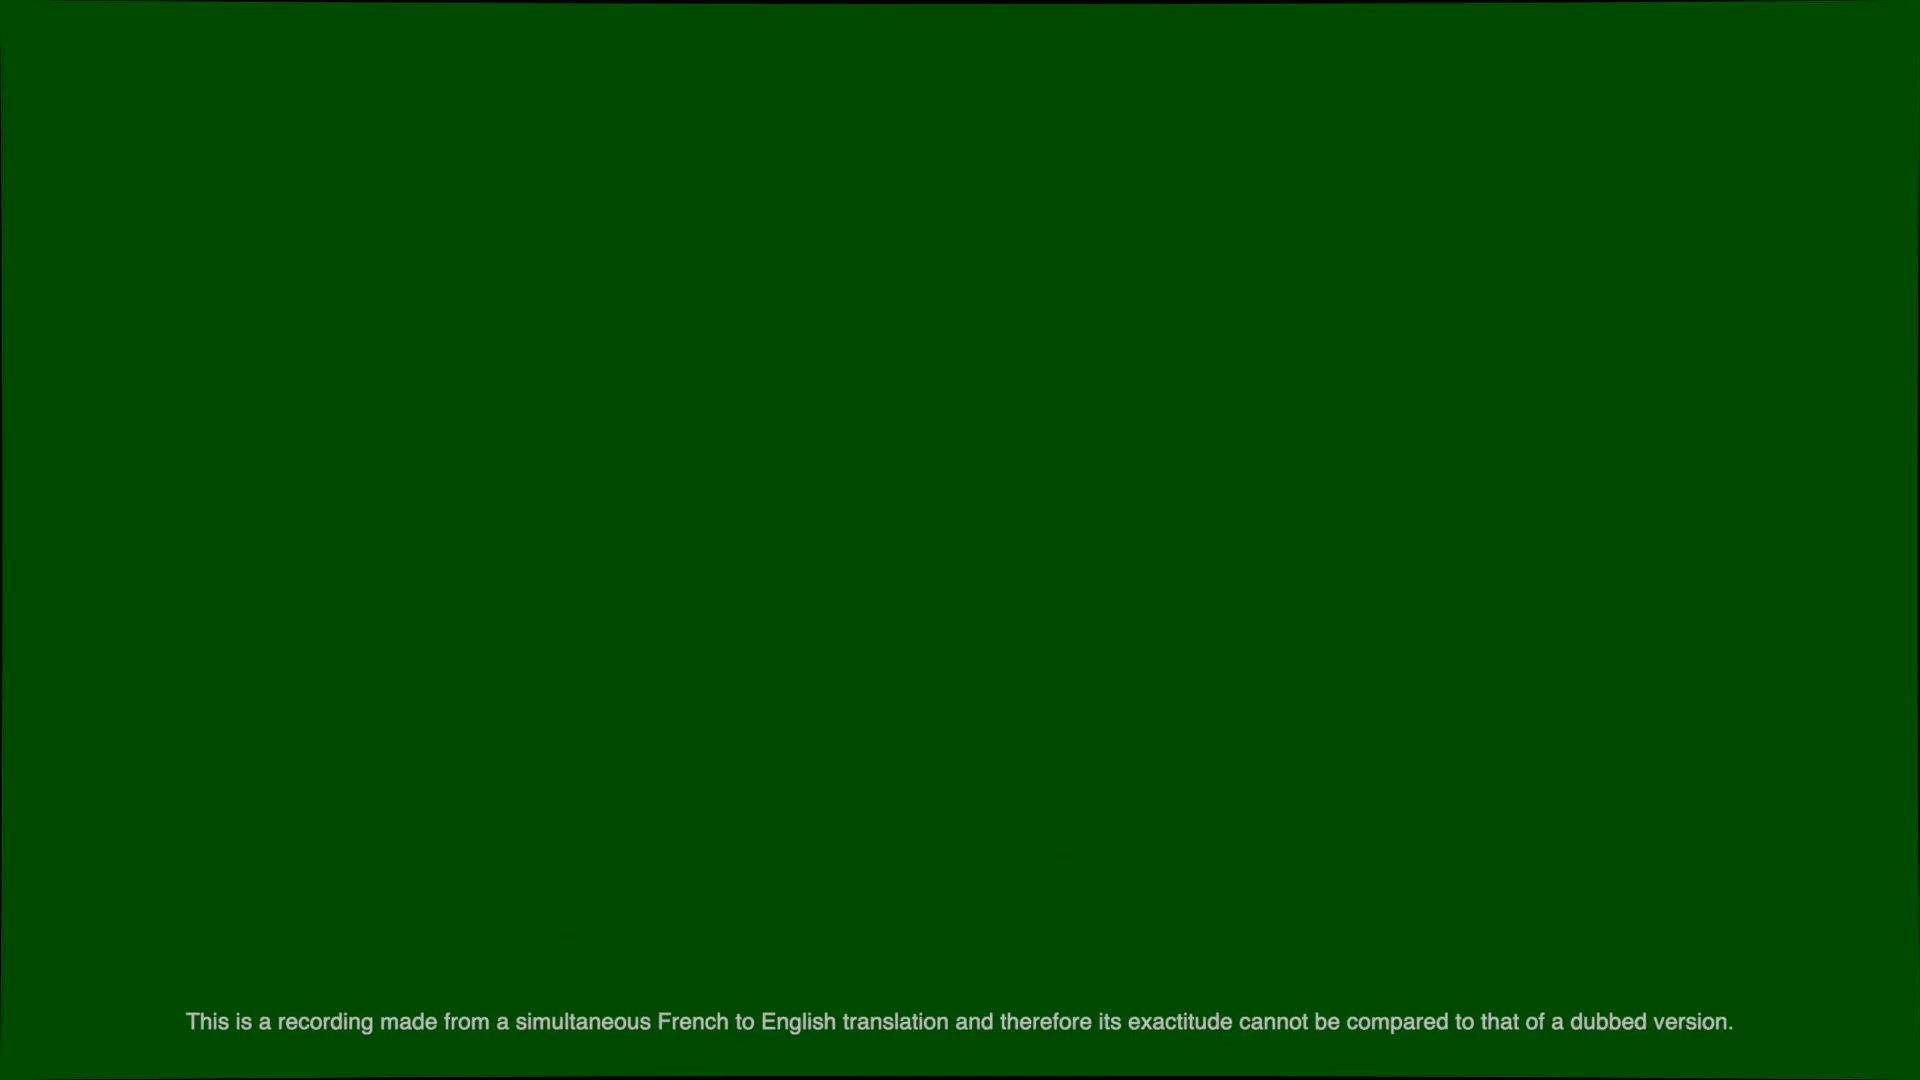 This is a recording made from a simultaneous French to English translation and therefore its exactitude cannot be compared to that of a dubbed version.